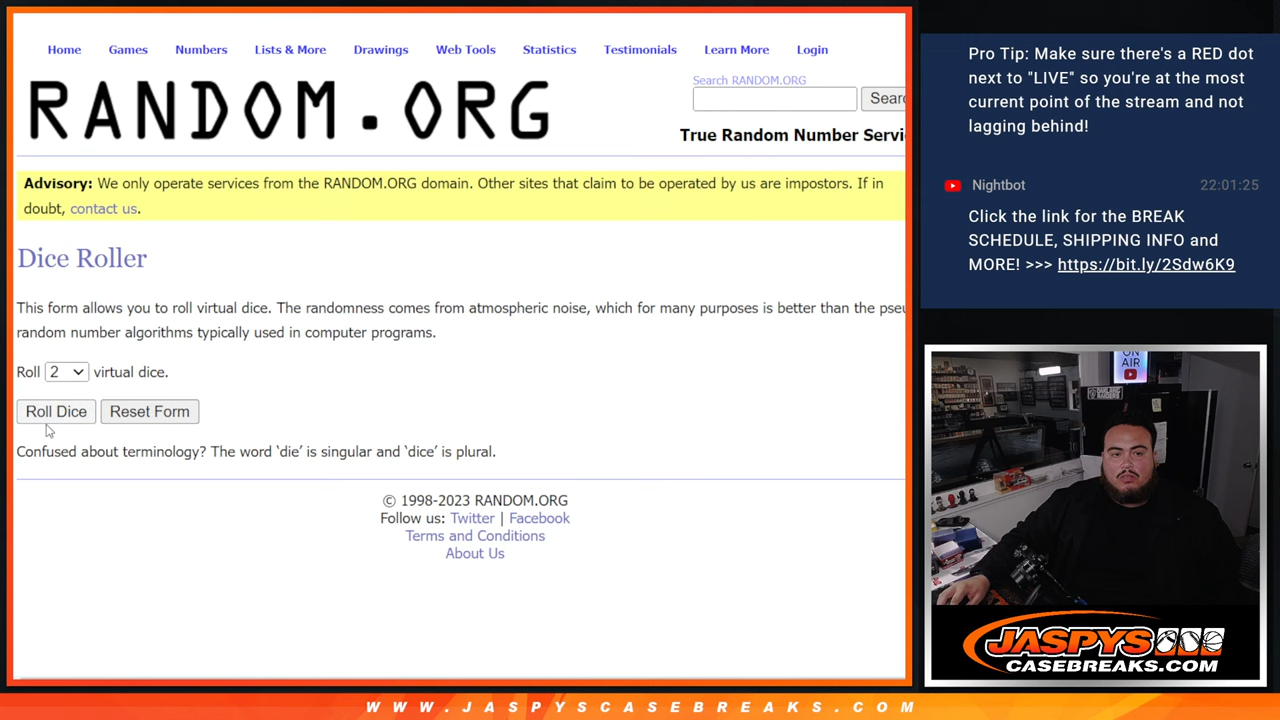 Home Games Numbers Lists & More Drawings Web Tools Statistics Testimonials Learn More Login
RANDOM.ORG
Search RANDOM.ORG
Searc
True Random Number Servi
Advisory: We only operate services from the RANDOM.ORG domain. Other sites that claim to be operated by us are impostors. If in
doubt, contact us.
Dice Roller
This form allows you to roll virtual dice. The randomness comes from atmospheric noise, which for many purposes is better than the pseu
random number algorithms typically used in computer programs.
Roll 2 virtual dice.
Roll Dice Reset Form
Confused about terminology? The word ‘die’ is singular and ‘dice’ is plural.
© 1998-2023 RANDOM.ORG
Follow us: Twitter | Facebook
Terms and Conditions
About Us
Pro Tip: Make sure there's a RED dot
next to "LIVE" so you're at the most
current point of the stream and not
lagging behind!
Nightbot 22:01:25
Click the link for the BREAK
SCHEDULE, SHIPPING INFO and
MORE! >>> https://bit.ly/2Sdw6K9
ON
AIR
JASPYS
CASEBREAKS.COM
WWW.JASPYSCASEBREAKS.COM